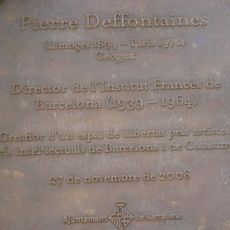 Pierre Deffontaines
(Limoges 1894 – París 1978)
Geògraf
Director de l'Institut Francès de
Barcelona (1939 – 1964)
Creador d'un espai de llibertat pels artistes
i els intel·lectuals de Barcelona i de Catalunya
27 de novembre de 2008
Ajuntament de Barcelona